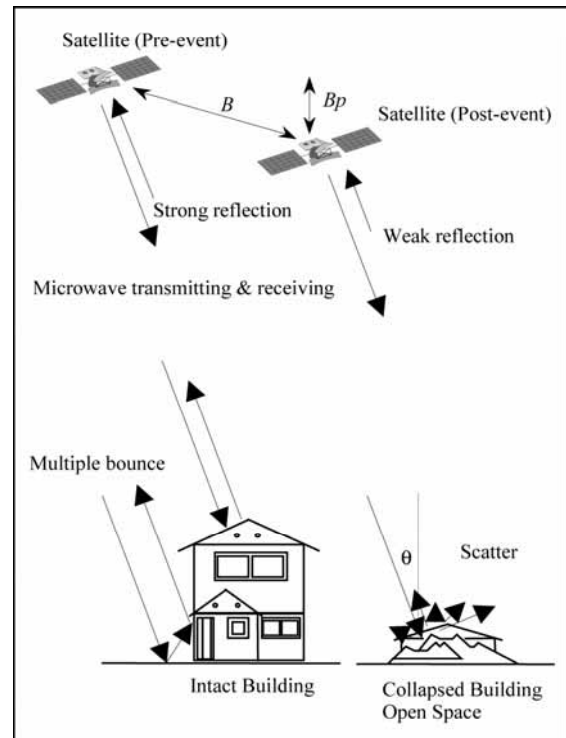 Satellite (Pre-event)
B
Bp
Satellite (Post-event)
Strong reflection
Weak reflection
Microwave transmitting & receiving
Multiple bounce
θ
Scatter
Intact Building
Collapsed Building
Open Space